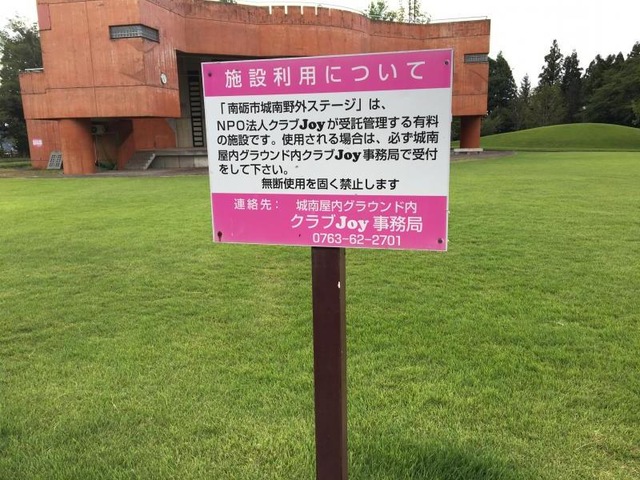 施設利用について
「南砺市城南野外ステージ」は、
NPO法人クラブJoyが受託管理する有料
の施設です。使用される場合は、必ず城南
屋内グラウンド内クラブJoy事務局で受付
をして下さい。
無断使用を固く禁止します
連絡先： 城南屋内グラウンド内
クラブJoy事務局
0763-62-2701